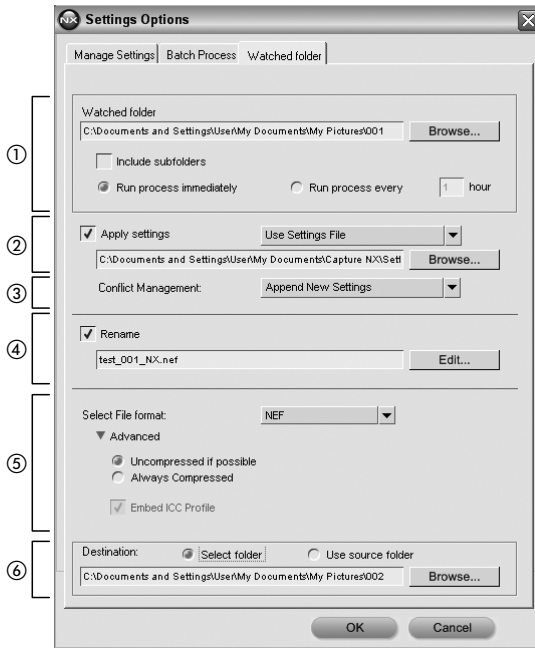 NX Settings Options
Manage Settings Batch Process Watched folder
① Watched folder
C:\Documents and Settings\User\My Documents\My Pictures\001 Browse...
Include subfolders
Run process immediately Run process every 1 hour
② Apply settings Use Settings File
C:\Documents and Settings\User\My Documents\Capture NX\Sett Browse...
③ Conflict Management: Append New Settings
④ Rename
test_001_NX.nef Edit...
⑤ Select File format: NEF
Advanced
Uncompressed if possible
Always Compressed
Embed ICC Profile
⑥ Destination: Select folder Use source folder
C:\Documents and Settings\User\My Documents\My Pictures\002 Browse...
OK Cancel